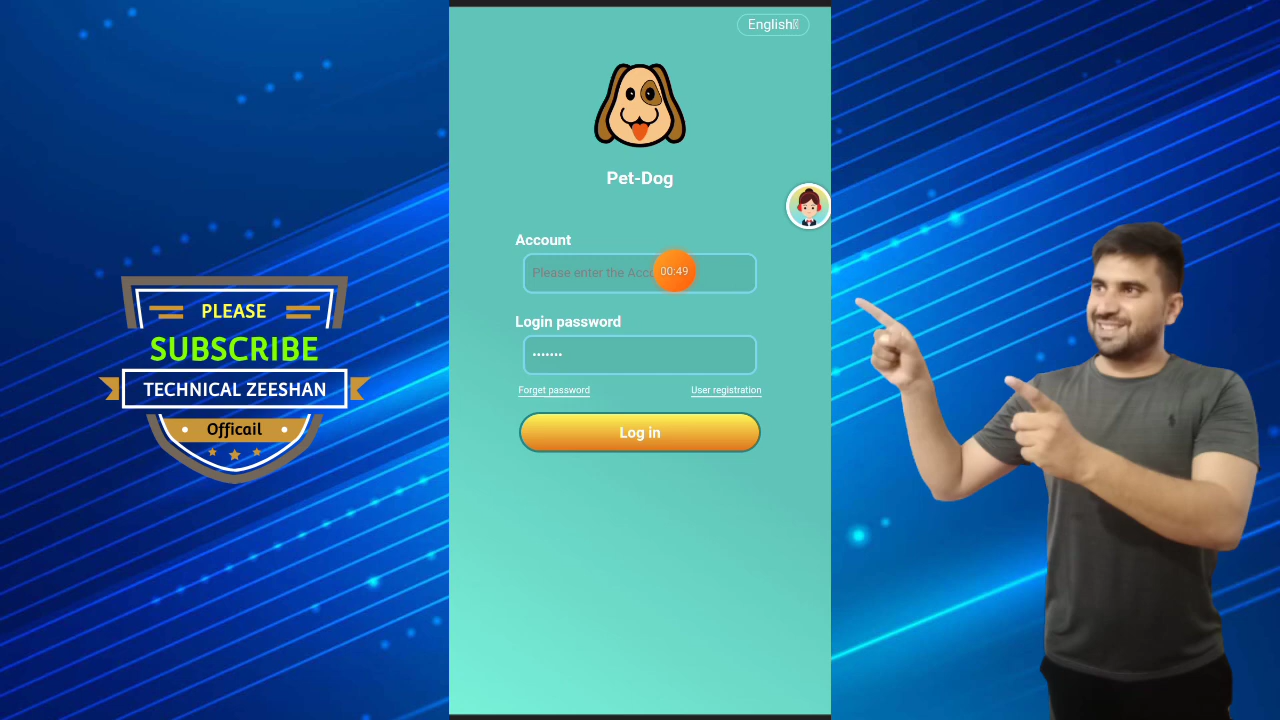 PLEASE
SUBSCRIBE
TECHNICAL ZEESHAN
Officail
English
Pet-Dog
Account
Please enter the Acc
00:49
Login password
•••••••
Forget password
User registration
Log in